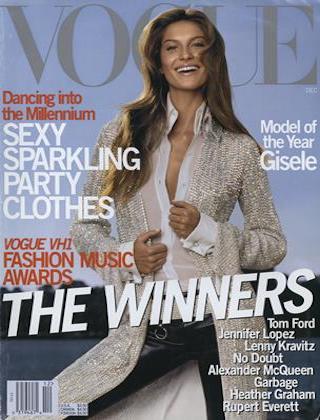 VOGUE
DEC
Dancing into
the Millennium
SEXY
SPARKLING
PARTY
CLOTHES
Model of
the Year
Gisele
VOGUE VH1
FASHION MUSIC
AWARDS
THE WINNERS
Tom Ford
Jennifer Lopez
Lenny Kravitz
No Doubt
Alexander McQueen
Garbage
Heather Graham
Rupert Everett